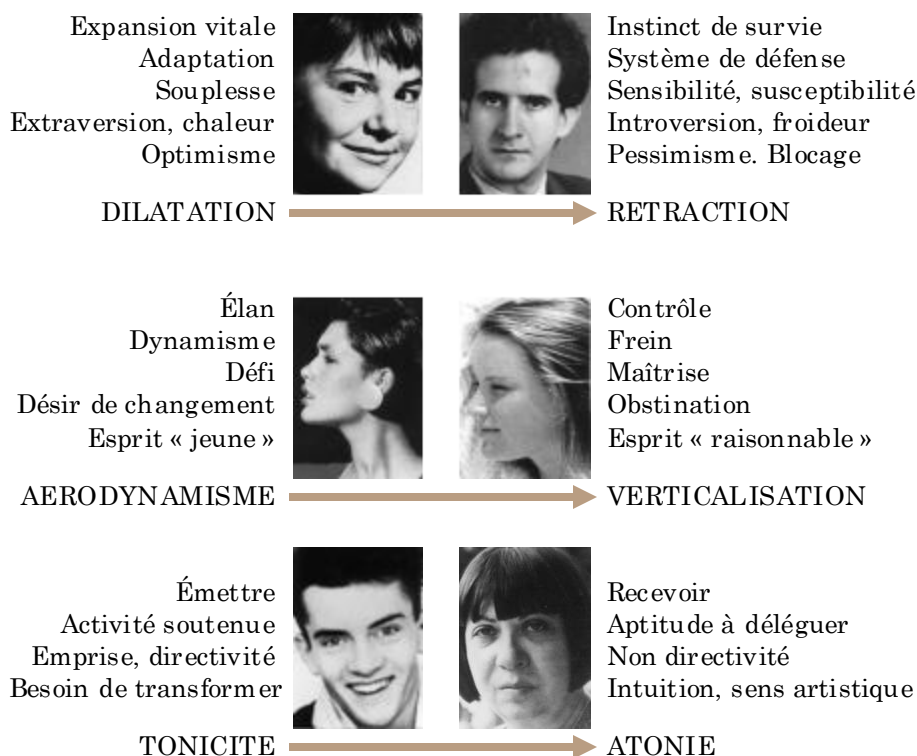 Expansion vitale
Adaptation
Souplesse
Extraversion, chaleur
Optimisme
DILATATION
Instinct de survie
Système de défense
Sensibilité, susceptibilité
Introversion, froideur
Pessimisme. Blocage
RETRACTION
Élan
Dynamisme
Défi
Désir de changement
Esprit « jeune »
AERODYNAMISME
Contrôle
Frein
Maîtrise
Obstination
Esprit « raisonnable »
VERTICALISATION
Émettre
Activité soutenue
Emprise, directivité
Besoin de transformer
TONICITE
Recevoir
Aptitude à déléguer
Non directivité
Intuition, sens artistique
ATONIE